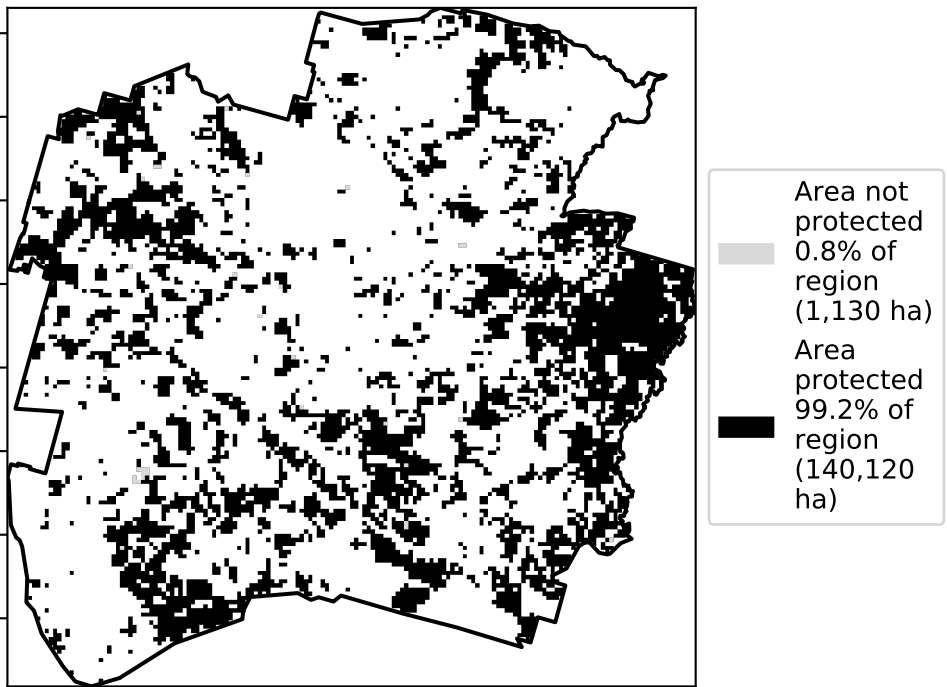 Area not
protected
0.8% of
region
(1,130 ha)
Area
protected
99.2% of
region
(140,120
ha)